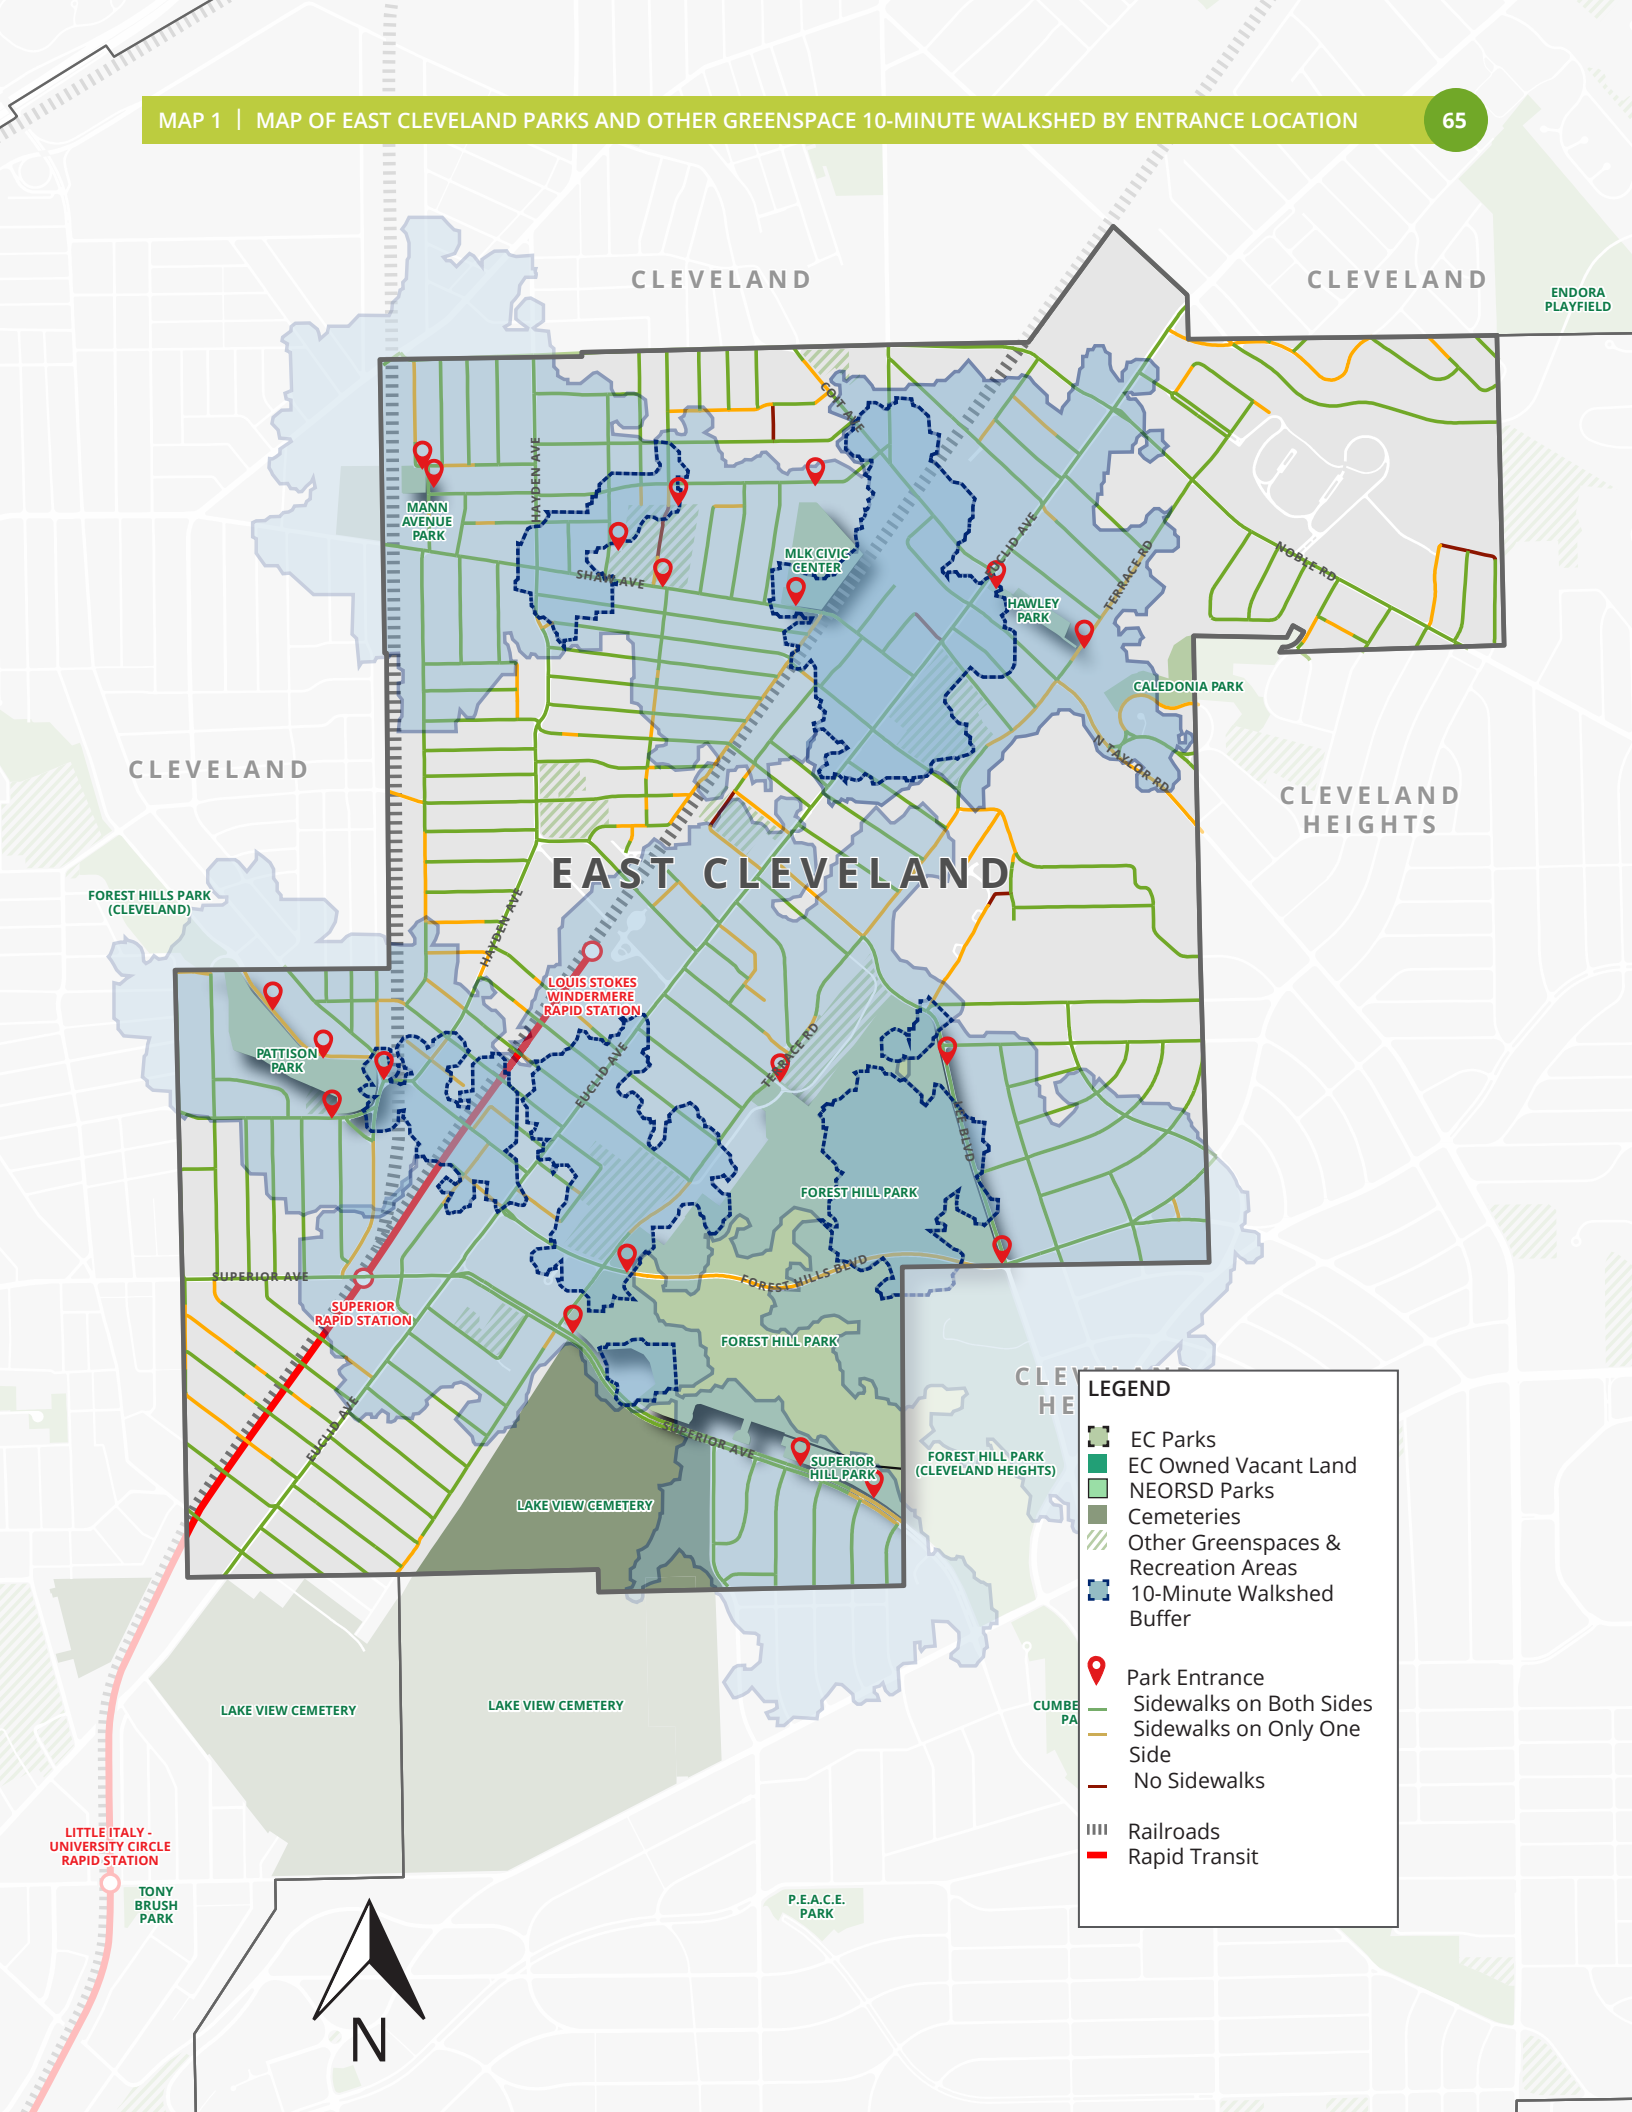 MAP 1 | MAP OF EAST CLEVELAND PARKS AND OTHER GREENSPACE 10-MINUTE WALKSHED BY ENTRANCE LOCATION
65
CLEVELAND
CLEVELAND
ENDORA
PLAYFIELD
COIT AVE
HAYDEN AVE
MANN
AVENUE
PARK
SHAW AVE
MLK CIVIC
CENTER
EUCLID AVE
TERRACE RD
NOBLE RD
HAWLEY
PARK
CALEDONIA PARK
N TAYLOR RD
CLEVELAND
CLEVELAND
HEIGHTS
EAST CLEVELAND
FOREST HILLS PARK
(CLEVELAND)
HAYDEN AVE
LOUIS STOKES
WINDERMERE
RAPID STATION
PATTISON
PARK
EUCLID AVE
TERRACE RD
LEE BLVD
FOREST HILL PARK
SUPERIOR AVE
FOREST HILLS BLVD
SUPERIOR
RAPID STATION
FOREST HILL PARK
EUCLID AVE
SUPERIOR AVE
SUPERIOR
HILL PARK
FOREST HILL PARK
(CLEVELAND HEIGHTS)
LAKE VIEW CEMETERY
LAKE VIEW CEMETERY
LAKE VIEW CEMETERY
CUMBE
PA
LITTLE ITALY -
UNIVERSITY CIRCLE
RAPID STATION
TONY
BRUSH
PARK
P.E.A.C.E.
PARK
N
LEGEND
EC Parks
EC Owned Vacant Land
NEORSD Parks
Cemeteries
Other Greenspaces &
Recreation Areas
10-Minute Walkshed
Buffer
Park Entrance
Sidewalks on Both Sides
Sidewalks on Only One
Side
No Sidewalks
Railroads
Rapid Transit